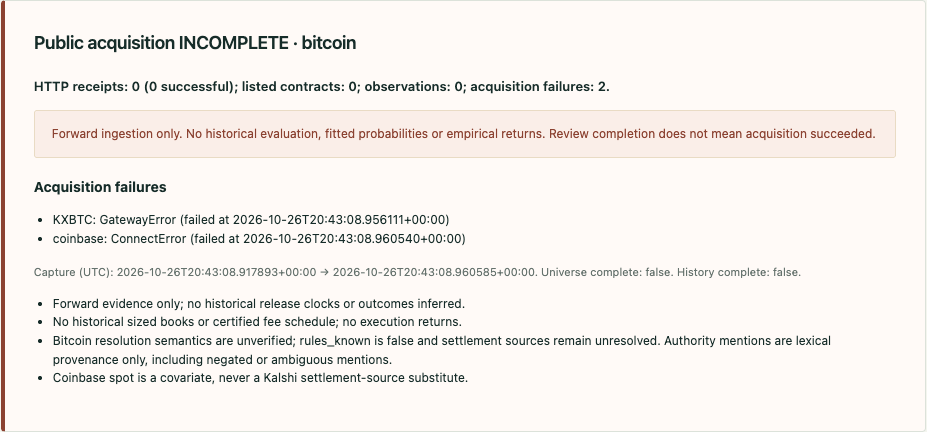 Public acquisition INCOMPLETE · bitcoin
HTTP receipts: 0 (0 successful); listed contracts: 0; observations: 0; acquisition failures: 2.
Forward ingestion only. No historical evaluation, fitted probabilities or empirical returns. Review completion does not mean acquisition succeeded.
Acquisition failures
• KXBTC: GatewayError (failed at 2026-10-26T20:43:08.956111+00:00)
• coinbase: ConnectError (failed at 2026-10-26T20:43:08.960540+00:00)
Capture (UTC): 2026-10-26T20:43:08.917893+00:00 → 2026-10-26T20:43:08.960585+00:00. Universe complete: false. History complete: false.
• Forward evidence only; no historical release clocks or outcomes inferred.
• No historical sized books or certified fee schedule; no execution returns.
• Bitcoin resolution semantics are unverified; rules_known is false and settlement sources remain unresolved. Authority mentions are lexical
provenance only, including negated or ambiguous mentions.
• Coinbase spot is a covariate, never a Kalshi settlement-source substitute.